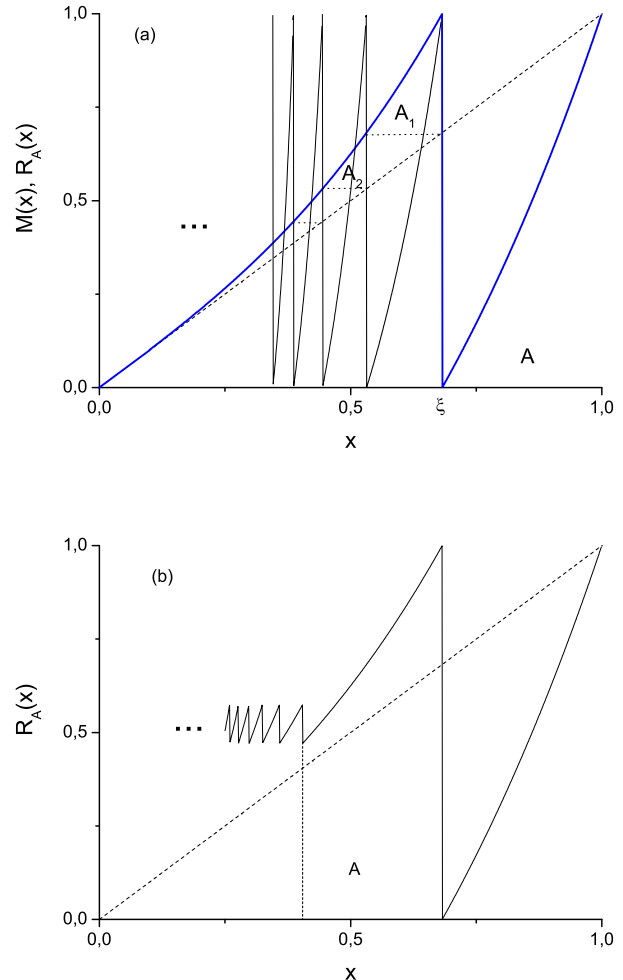 (a)
M(x), R_A(x)
1,0
0,5
0,0
A_1
A_2
...
A
0,0
0,5
ξ
1,0
x
(b)
R_A(x)
1,0
0,5
0,0
...
A
0,0
0,5
1,0
x